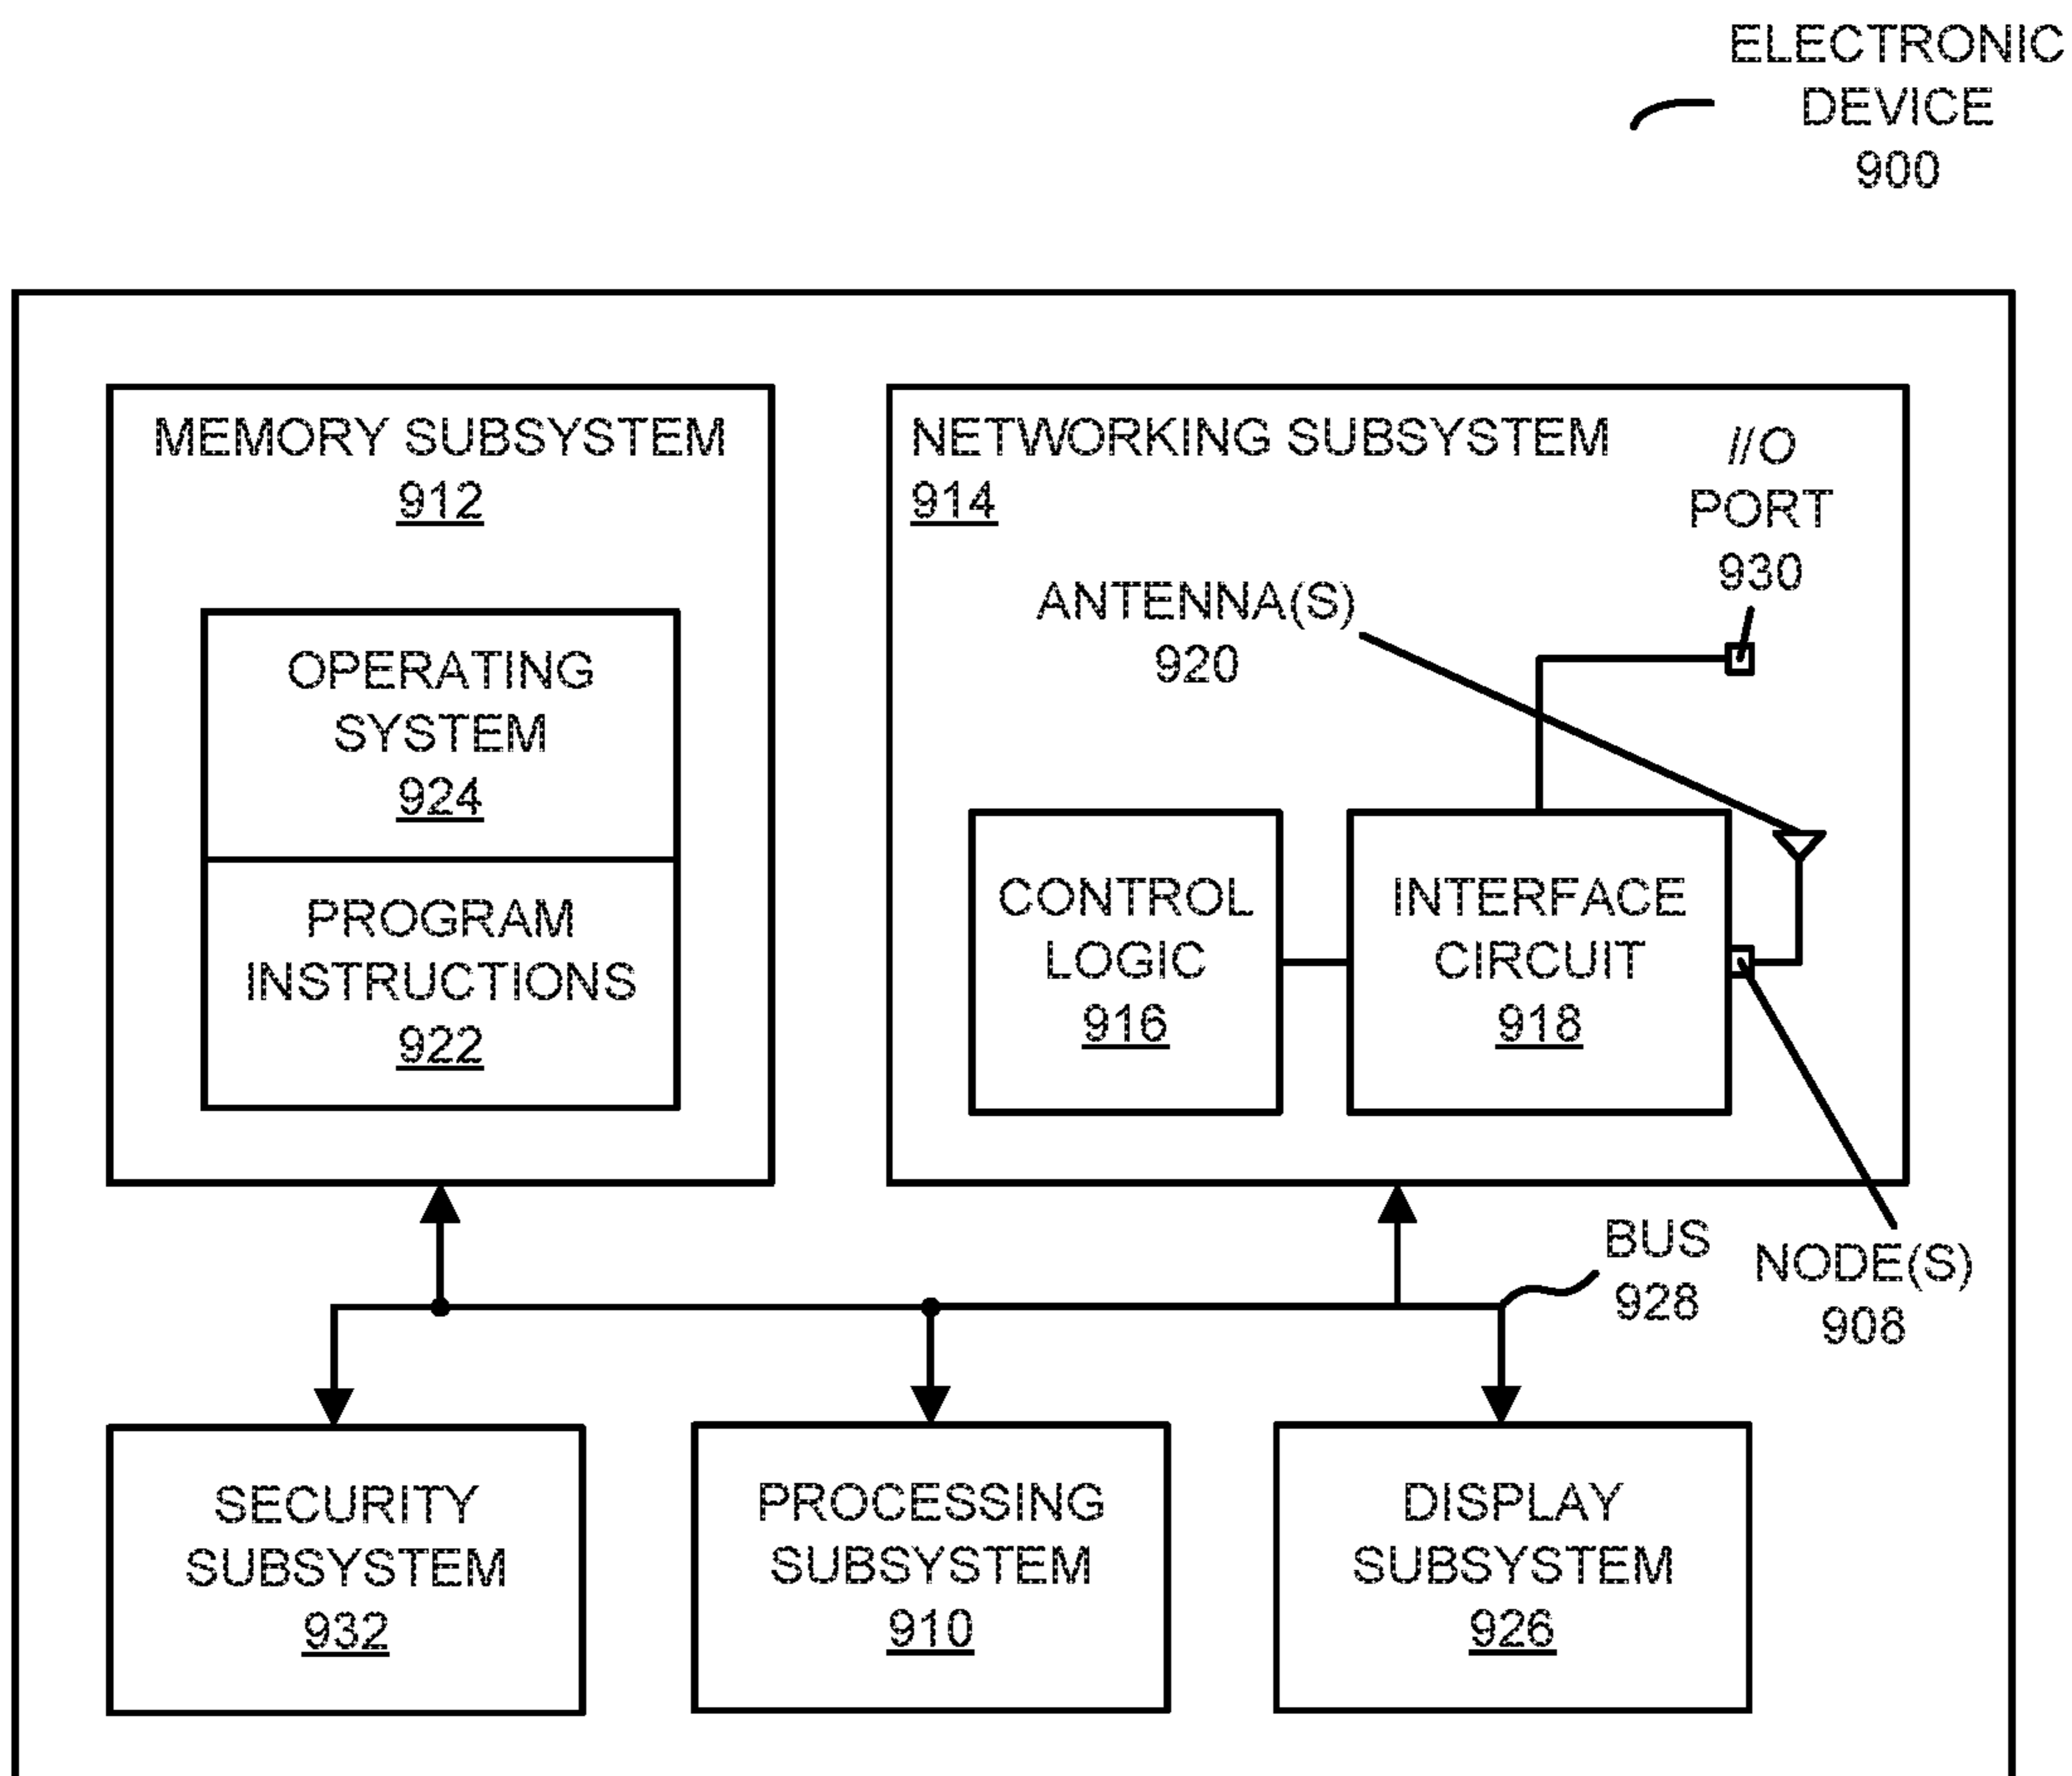 ELECTRONIC
DEVICE
900
MEMORY SUBSYSTEM
912
OPERATING
SYSTEM
924
PROGRAM
INSTRUCTIONS
922
NETWORKING SUBSYSTEM
914
I/O
PORT
930
ANTENNA(S)
920
CONTROL
LOGIC
916
INTERFACE
CIRCUIT
918
BUS
928
NODE(S)
908
SECURITY
SUBSYSTEM
932
PROCESSING
SUBSYSTEM
910
DISPLAY
SUBSYSTEM
926